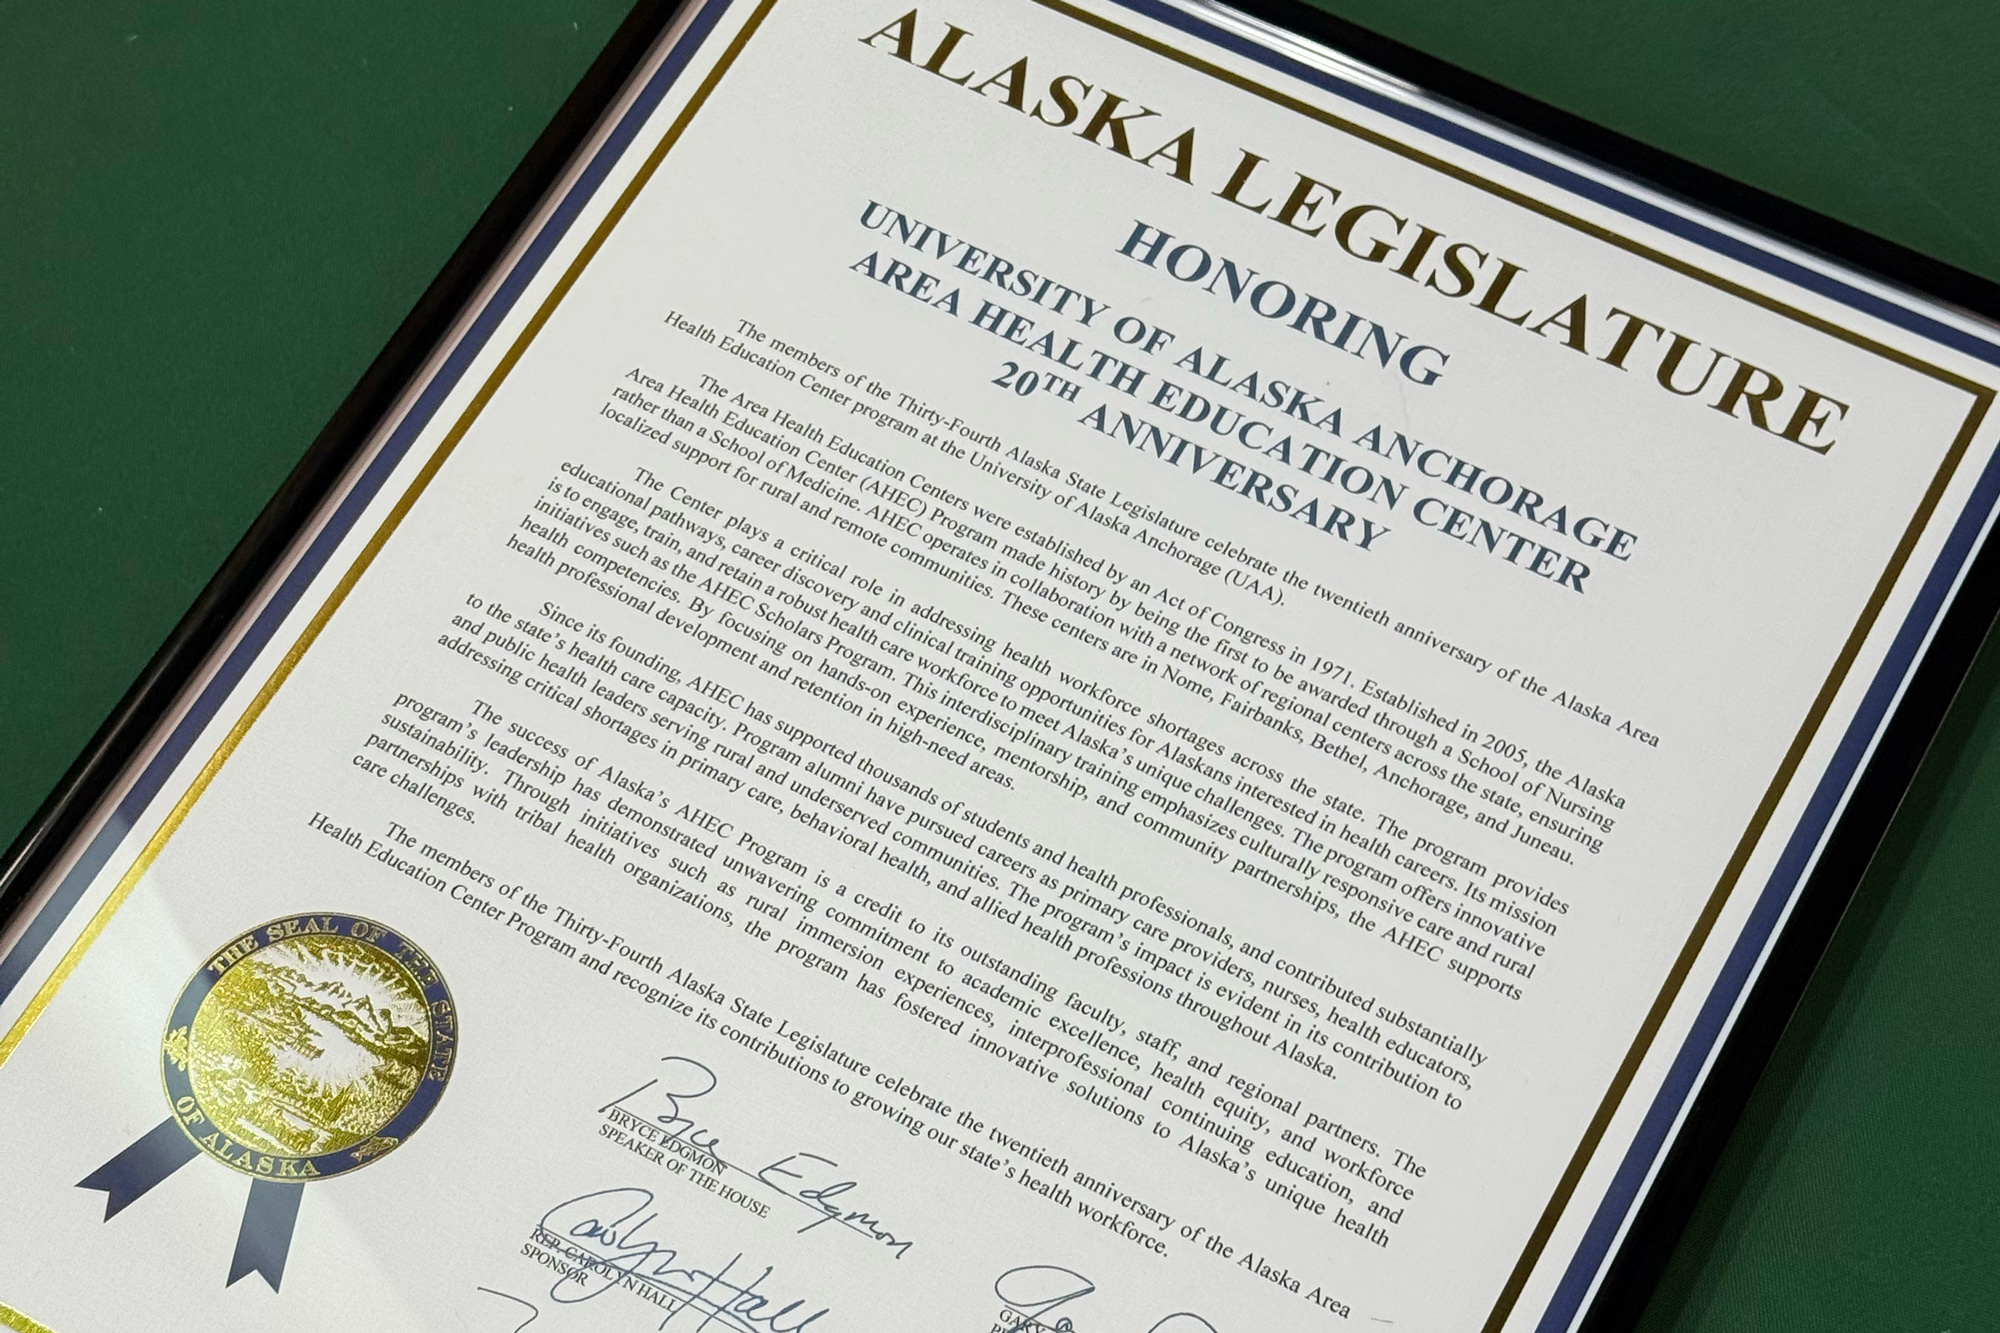 ALASKA LEGISLATURE
HONORING
UNIVERSITY OF ALASKA ANCHORAGE
AREA HEALTH EDUCATION CENTER
20TH ANNIVERSARY
The members of the Thirty-Fourth Alaska State Legislature celebrate the twentieth anniversary of the Alaska Area
Health Education Center program at the University of Alaska Anchorage (UAA).
The Area Health Education Centers were established by an Act of Congress in 1971. Established in 2005, the Alaska
Area Health Education Center (AHEC) Program made history by being the first to be awarded through a School of Nursing
rather than a School of Medicine. AHEC operates in collaboration with a network of regional centers across the state, ensuring
localized support for rural and remote communities. These centers are in Nome, Fairbanks, Bethel, Anchorage, and Juneau.
The Center plays a critical role in addressing health workforce shortages across the state. The program provides
educational pathways, career discovery and clinical training opportunities for Alaskans interested in health careers. Its mission
is to engage, train, and retain a robust health care workforce to meet Alaska's unique challenges. The program offers innovative
initiatives such as the AHEC Scholars Program. This interdisciplinary training emphasizes culturally responsive care and rural
health competencies. By focusing on hands-on experience, mentorship, and community partnerships, the AHEC supports
health professional development and retention in high-need areas.
Since its founding, AHEC has supported thousands of students and health professionals, and contributed substantially
to the state's health care capacity. Program alumni have pursued careers as primary care providers, nurses, health educators,
and public health leaders serving rural and underserved communities. The program's impact is evident in its contribution to
addressing critical shortages in primary care, behavioral health, and allied health professions throughout Alaska.
The success of Alaska's AHEC Program is a credit to its outstanding faculty, staff, and regional partners. The
program's leadership has demonstrated unwavering commitment to academic excellence, health equity, and workforce
sustainability. Through initiatives such as rural immersion experiences, interprofessional continuing education, and
partnerships with tribal health organizations, the program has fostered innovative solutions to Alaska's unique health
care challenges.
The members of the Thirty-Fourth Alaska State Legislature celebrate the twentieth anniversary of the Alaska Area
Health Education Center Program and recognize its contributions to growing our state's health workforce.
THE SEAL OF THE STATE
OF ALASKA
Bryce Edgmon
BRYCE EDGMON
SPEAKER OF THE HOUSE
Carolyn Hall
REP. CAROLYN HALL
SPONSOR
GARY